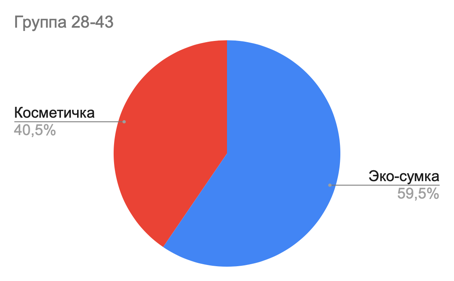 Группа 28-43
Косметичка
40,5%
Эко-сумка
59,5%